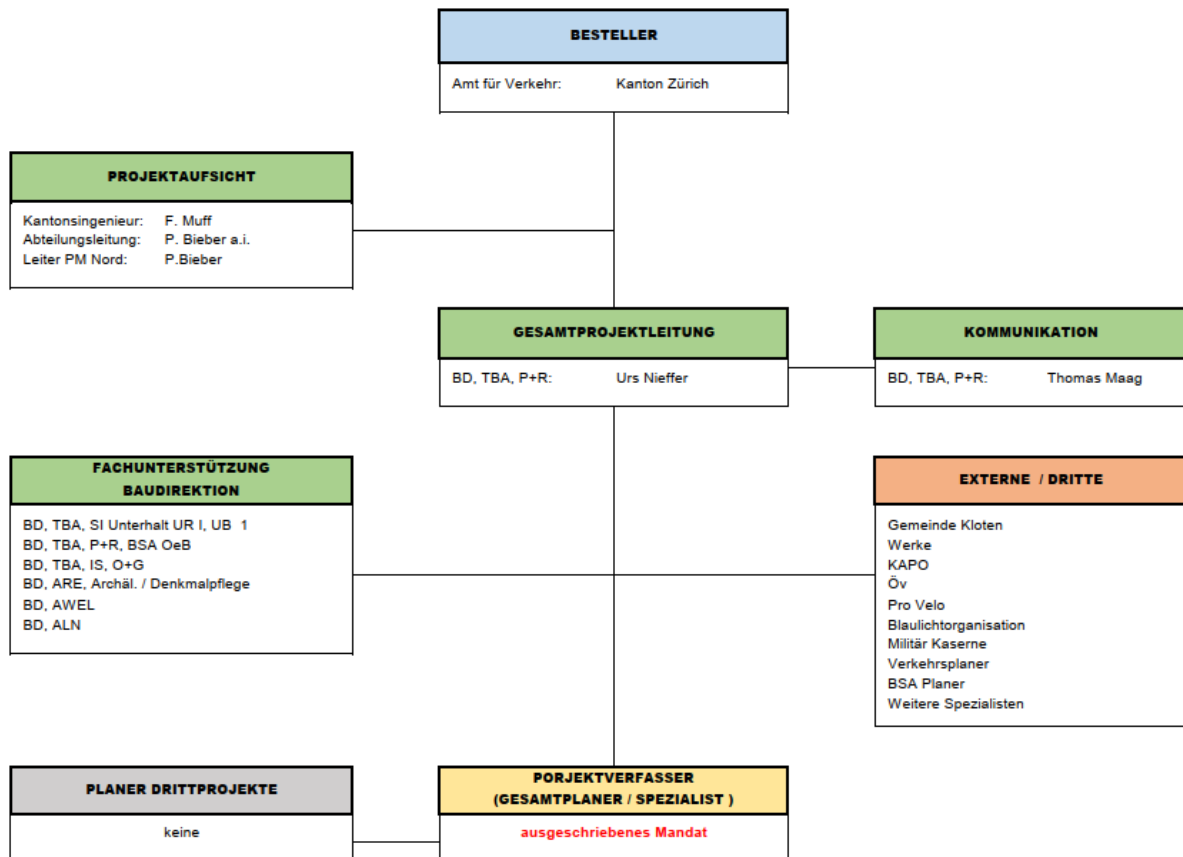 BESTELLER
Amt für Verkehr: Kanton Zürich
PROJEKTAUFSICHT
Kantonsingenieur: F. Muff
Abteilungsleitung: P. Bieber a.i.
Leiter PM Nord: P.Bieber
GESAMTPROJEKTLEITUNG
BD, TBA, P+R: Urs Nieffer
KOMMUNIKATION
BD, TBA, P+R: Thomas Maag
FACHUNTERSTÜTZUNG
BAUDIREKTION
BD, TBA, SI Unterhalt UR I, UB 1
BD, TBA, P+R, BSA OeB
BD, TBA, IS, O+G
BD, ARE, Archäl. / Denkmalpflege
BD, AWEL
BD, ALN
EXTERNE / DRITTE
Gemeinde Kloten
Werke
KAPO
Öv
Pro Velo
Blaulichtorganisation
Militär Kaserne
Verkehrsplaner
BSA Planer
Weitere Spezialisten
PLANER DRITTPROJEKTE
keine
PORJEKTVERFASSER
(GESAMTPLANER / SPEZIALIST )
ausgeschriebenes Mandat